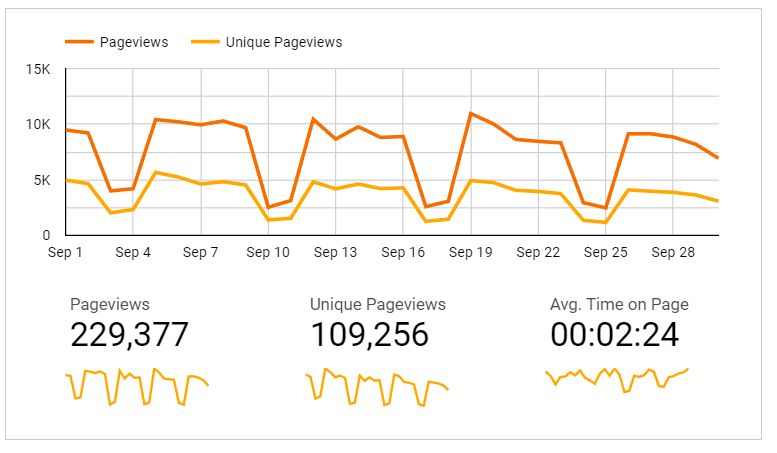 Pageviews Unique Pageviews
15K
10K
5K
0
Sep 1 Sep 4 Sep 7 Sep 10 Sep 13 Sep 16 Sep 19 Sep 22 Sep 25 Sep 28
Pageviews Unique Pageviews Avg. Time on Page
229,377 109,256 00:02:24